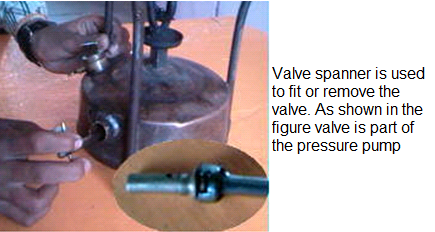 Valve spanner is used
to fit or remove the
valve. As shown in the
figure valve is part of
the pressure pump